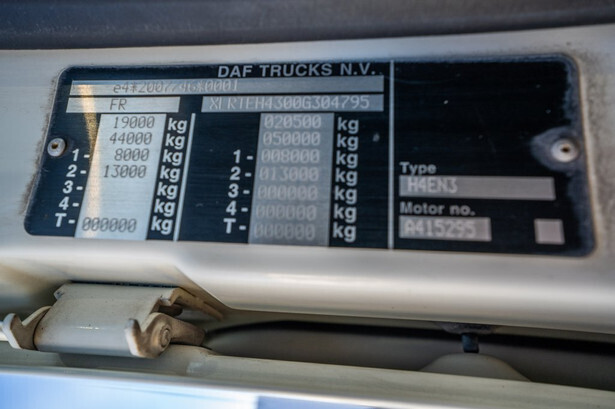 DAF TRUCKS N.V.
e4*2007/46*0001
FR XLRTEH4300G304795
19000 kg 020500 kg
44000 kg 050000 kg
1- 8000 kg 1- 008000 kg
2- 13000 kg 2- 013000 kg
3- kg 3- 000000 kg
4- kg 4- 000000 kg
T- 000000 kg T- 000000 kg
Type
H4EN3
Motor no.
A415295